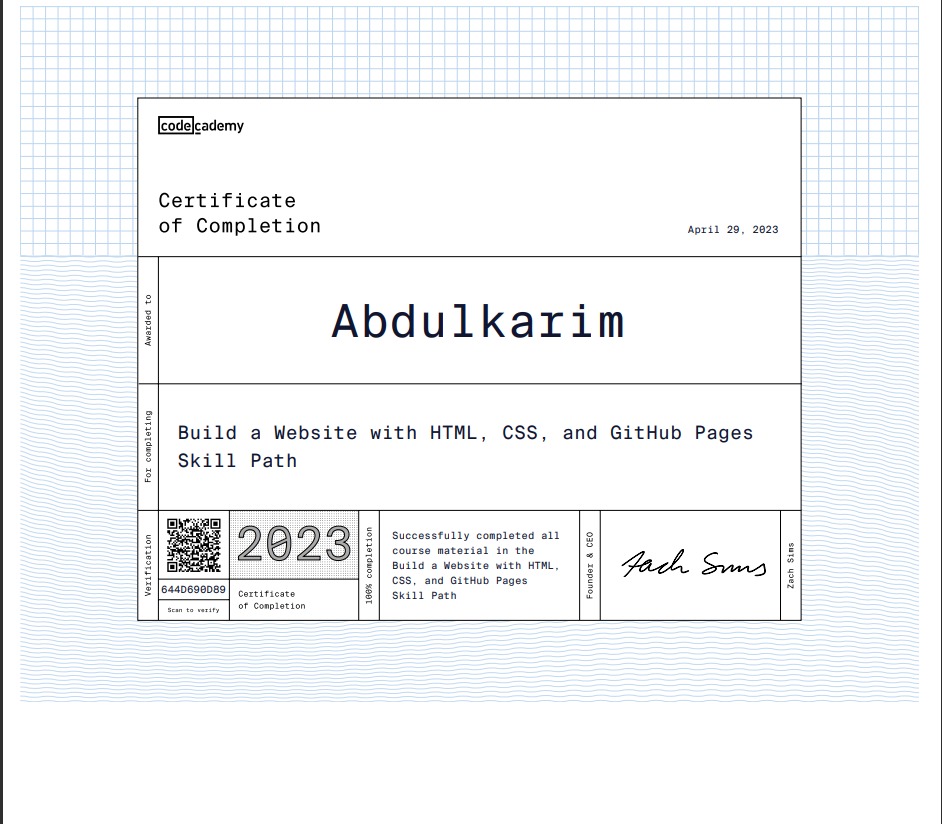 codecademy
Certificate
of Completion
April 29, 2023
Awarded to
Abdulkarim
For completing
Build a Website with HTML, CSS, and GitHub Pages
Skill Path
Verification
644D690D89
Scan to verify
2023
Certificate
of Completion
100% completion
Successfully completed all
course material in the
Build a Website with HTML,
CSS, and GitHub Pages
Skill Path
Founder & CEO
Zach Sims
Zach Sims